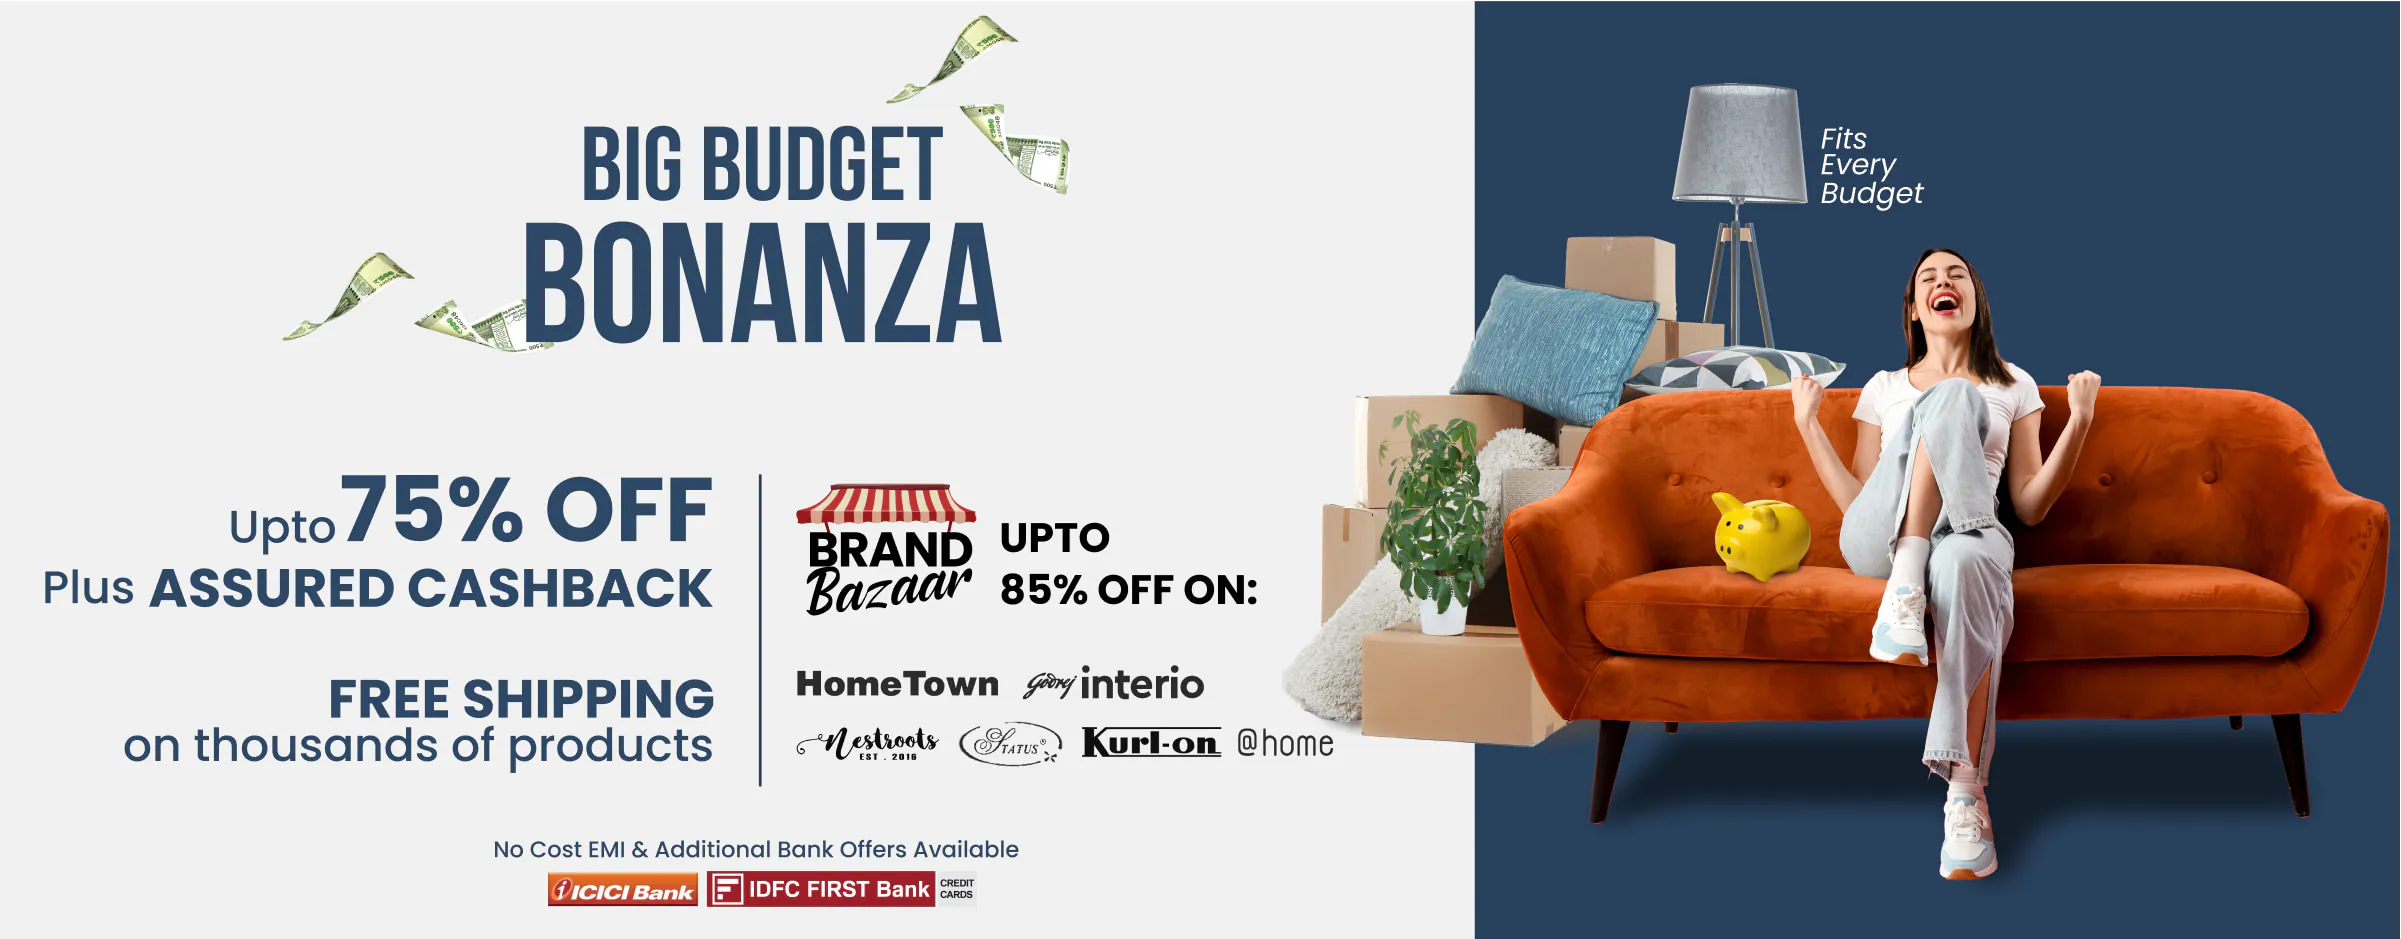 BIG BUDGET
BONANZA
Upto 75% OFF
Plus ASSURED CASHBACK
FREE SHIPPING
on thousands of products
BRAND
Bazaar
UPTO
85% OFF ON:
HomeTown
Godrej interio
Nestroots
EST . 2016
STATUS®
Kurl-on
@home
No Cost EMI & Additional Bank Offers Available
ICICI Bank
IDFC FIRST Bank
CREDIT
CARDS
Fits
Every
Budget